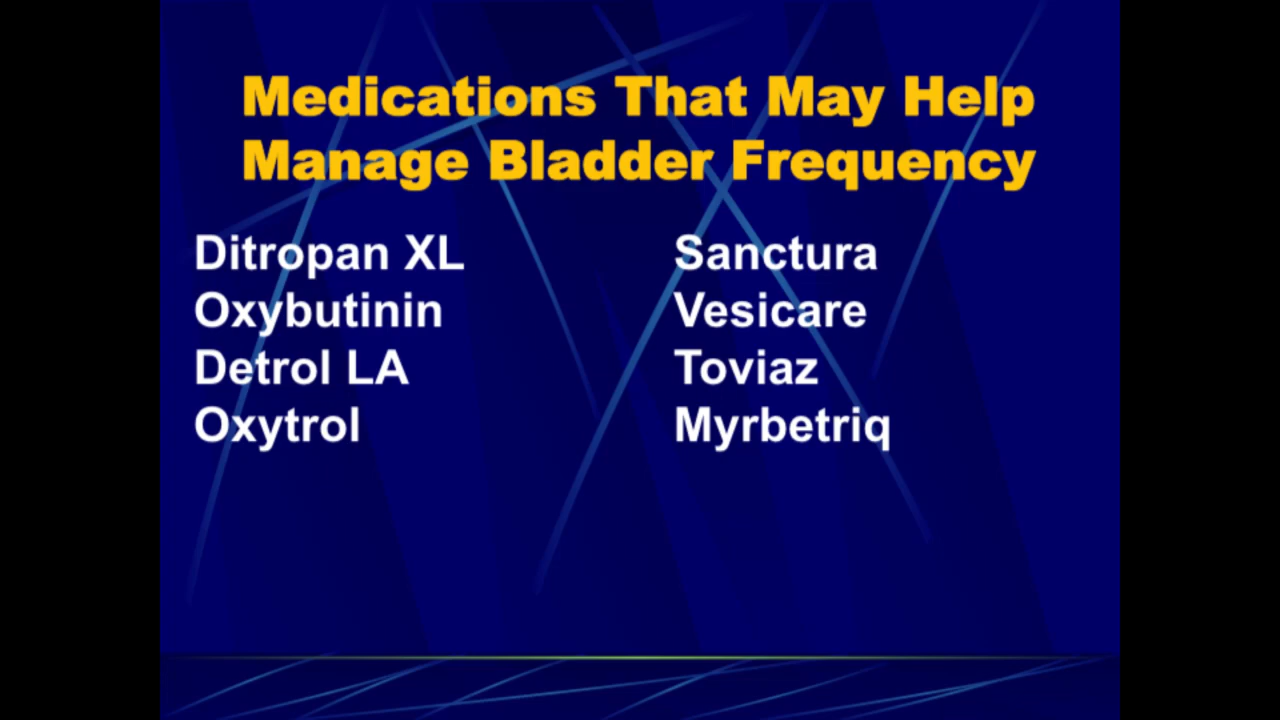 Medications That May Help
Manage Bladder Frequency
Ditropan XL
Oxybutinin
Detrol LA
Oxytrol
Sanctura
Vesicare
Toviaz
Myrbetriq